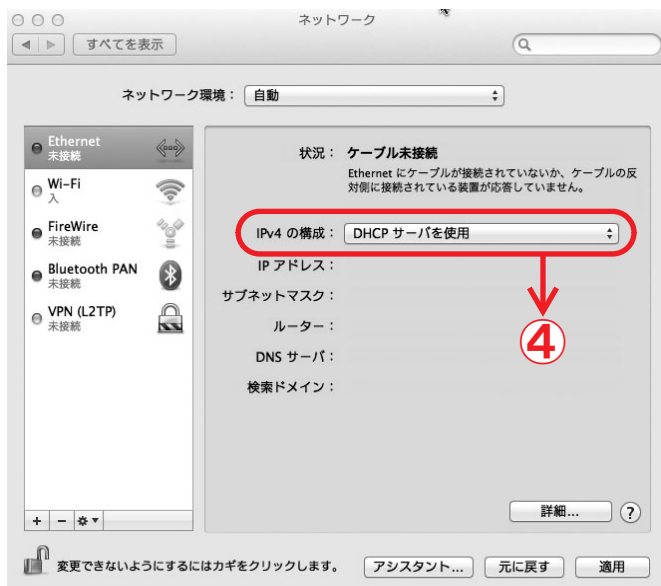 ネットワーク
すべてを表示
ネットワーク環境： 自動
Ethernet
未接続
Wi-Fi
入
FireWire
未接続
Bluetooth PAN
未接続
VPN (L2TP)
未接続
状況： ケーブル未接続
Ethernet にケーブルが接続されていないか、ケーブルの反
対側に接続されている装置が応答していません。
IPv4 の構成： DHCP サーバを使用
IP アドレス：
サブネットマスク：
ルーター：
DNS サーバ：
検索ドメイン：
④
詳細... ?
+ −
変更できないようにするにはカギをクリックします。 アシスタント... 元に戻す 適用